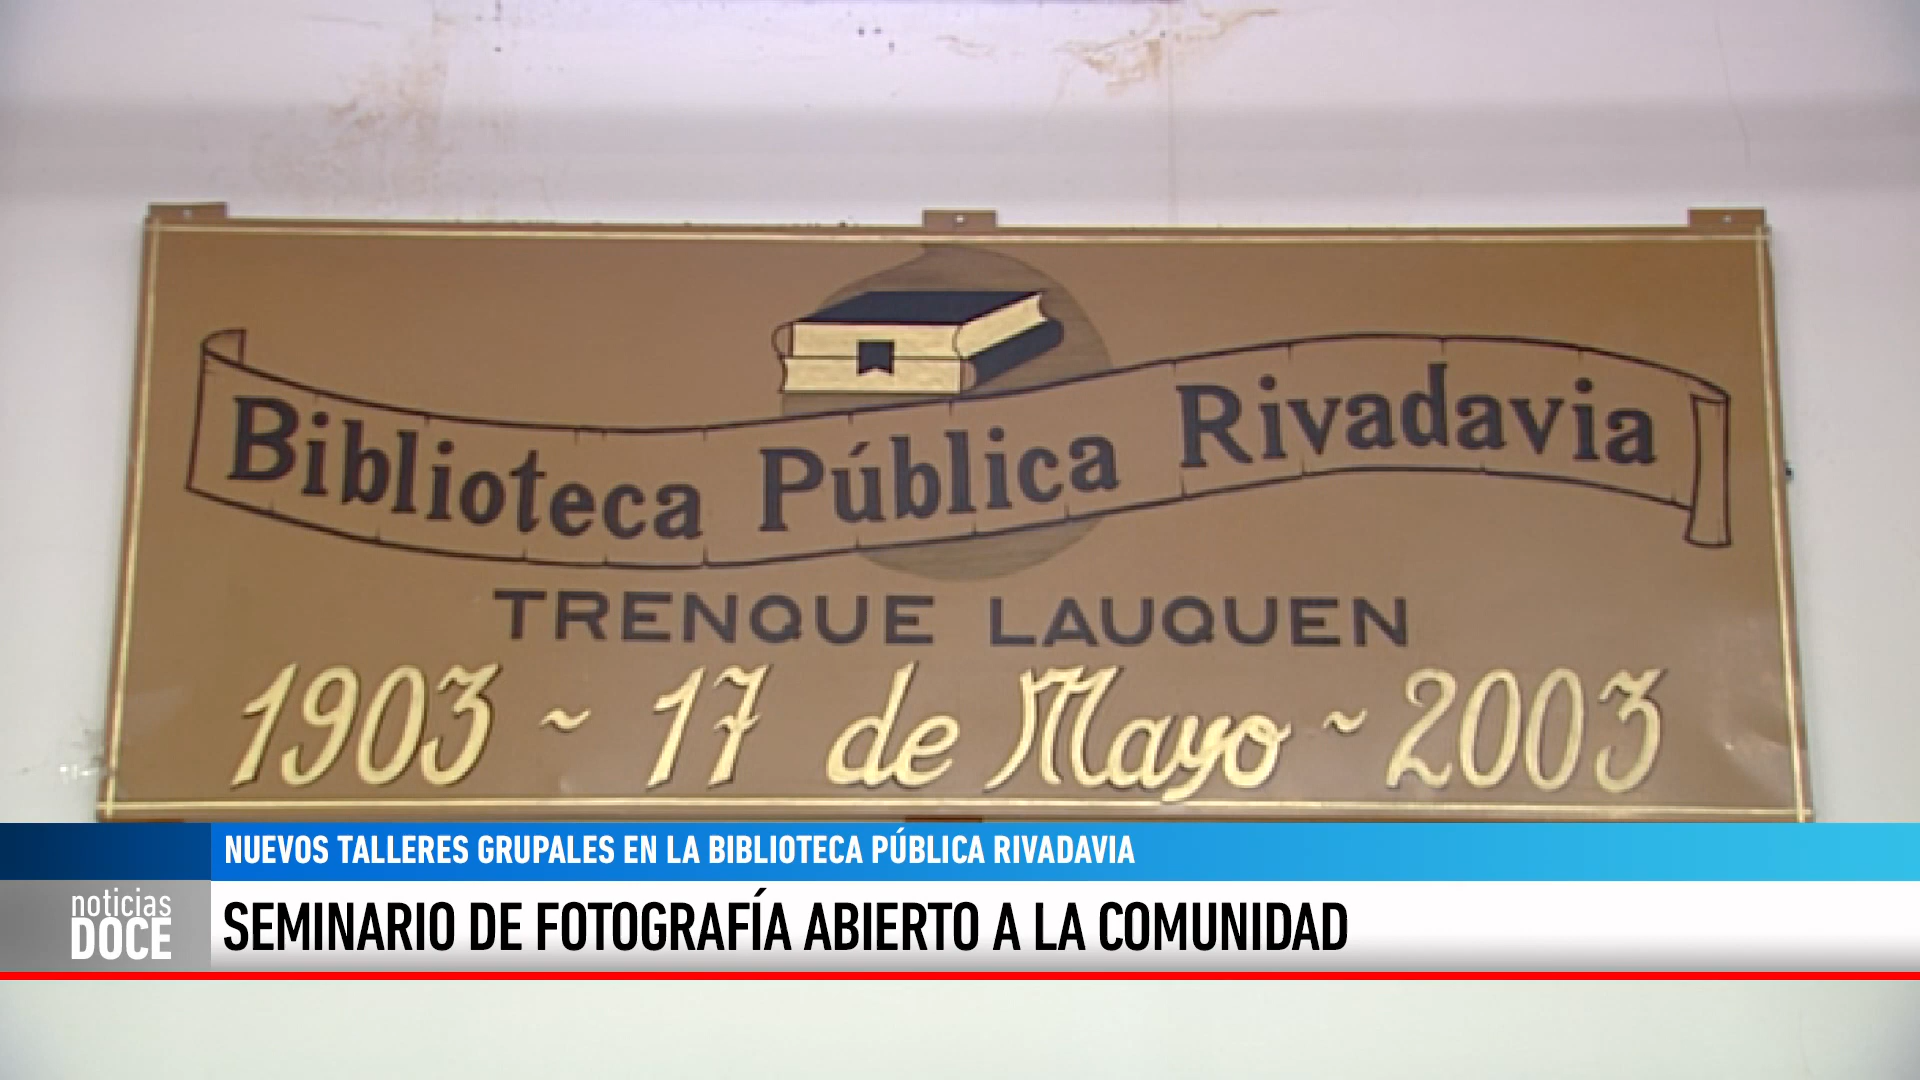 Biblioteca Pública Rivadavia
TRENQUE LAUQUEN
1903 ~ 17 de Mayo ~ 2003
NUEVOS TALLERES GRUPALES EN LA BIBLIOTECA PÚBLICA RIVADAVIA
noticias
DOCE
SEMINARIO DE FOTOGRAFÍA ABIERTO A LA COMUNIDAD